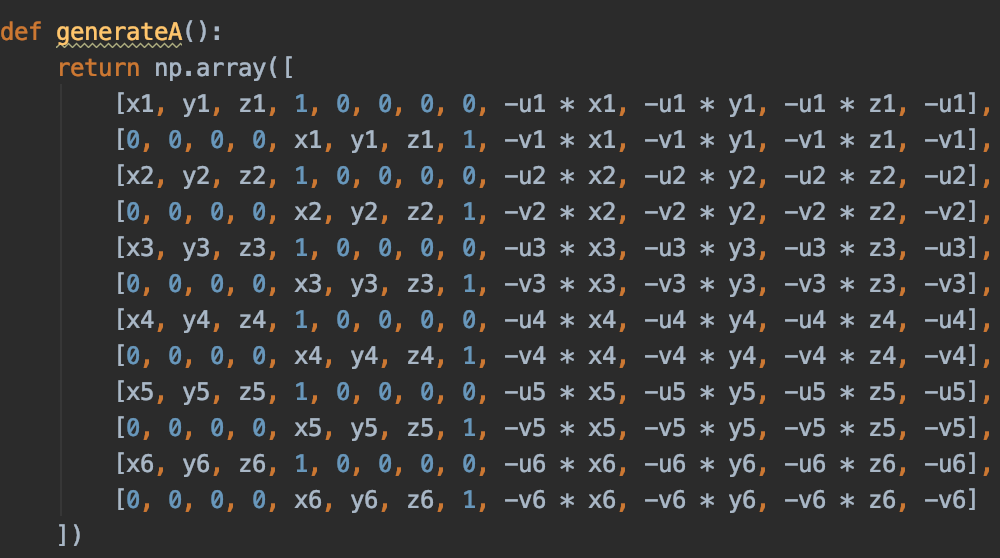 def generateA():
    return np.array([
        [x1, y1, z1, 1, 0, 0, 0, 0, -u1 * x1, -u1 * y1, -u1 * z1, -u1],
        [0, 0, 0, 0, x1, y1, z1, 1, -v1 * x1, -v1 * y1, -v1 * z1, -v1],
        [x2, y2, z2, 1, 0, 0, 0, 0, -u2 * x2, -u2 * y2, -u2 * z2, -u2],
        [0, 0, 0, 0, x2, y2, z2, 1, -v2 * x2, -v2 * y2, -v2 * z2, -v2],
        [x3, y3, z3, 1, 0, 0, 0, 0, -u3 * x3, -u3 * y3, -u3 * z3, -u3],
        [0, 0, 0, 0, x3, y3, z3, 1, -v3 * x3, -v3 * y3, -v3 * z3, -v3],
        [x4, y4, z4, 1, 0, 0, 0, 0, -u4 * x4, -u4 * y4, -u4 * z4, -u4],
        [0, 0, 0, 0, x4, y4, z4, 1, -v4 * x4, -v4 * y4, -v4 * z4, -v4],
        [x5, y5, z5, 1, 0, 0, 0, 0, -u5 * x5, -u5 * y5, -u5 * z5, -u5],
        [0, 0, 0, 0, x5, y5, z5, 1, -v5 * x5, -v5 * y5, -v5 * z5, -v5],
        [x6, y6, z6, 1, 0, 0, 0, 0, -u6 * x6, -u6 * y6, -u6 * z6, -u6],
        [0, 0, 0, 0, x6, y6, z6, 1, -v6 * x6, -v6 * y6, -v6 * z6, -v6]
    ])